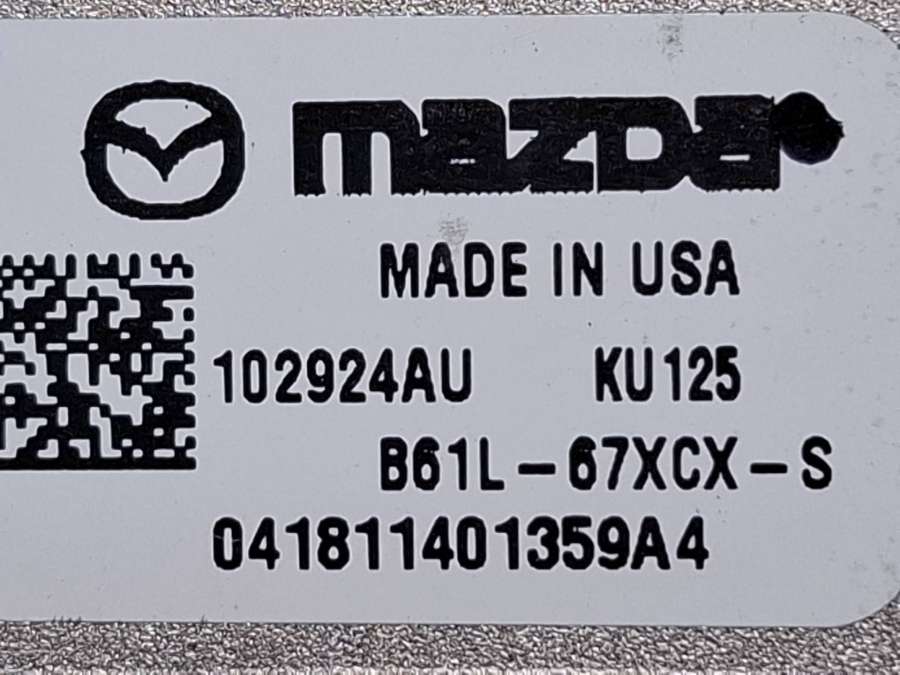 mazda
MADE IN USA
102924AU KU125
B61L-67XCX-S
041811401359A4